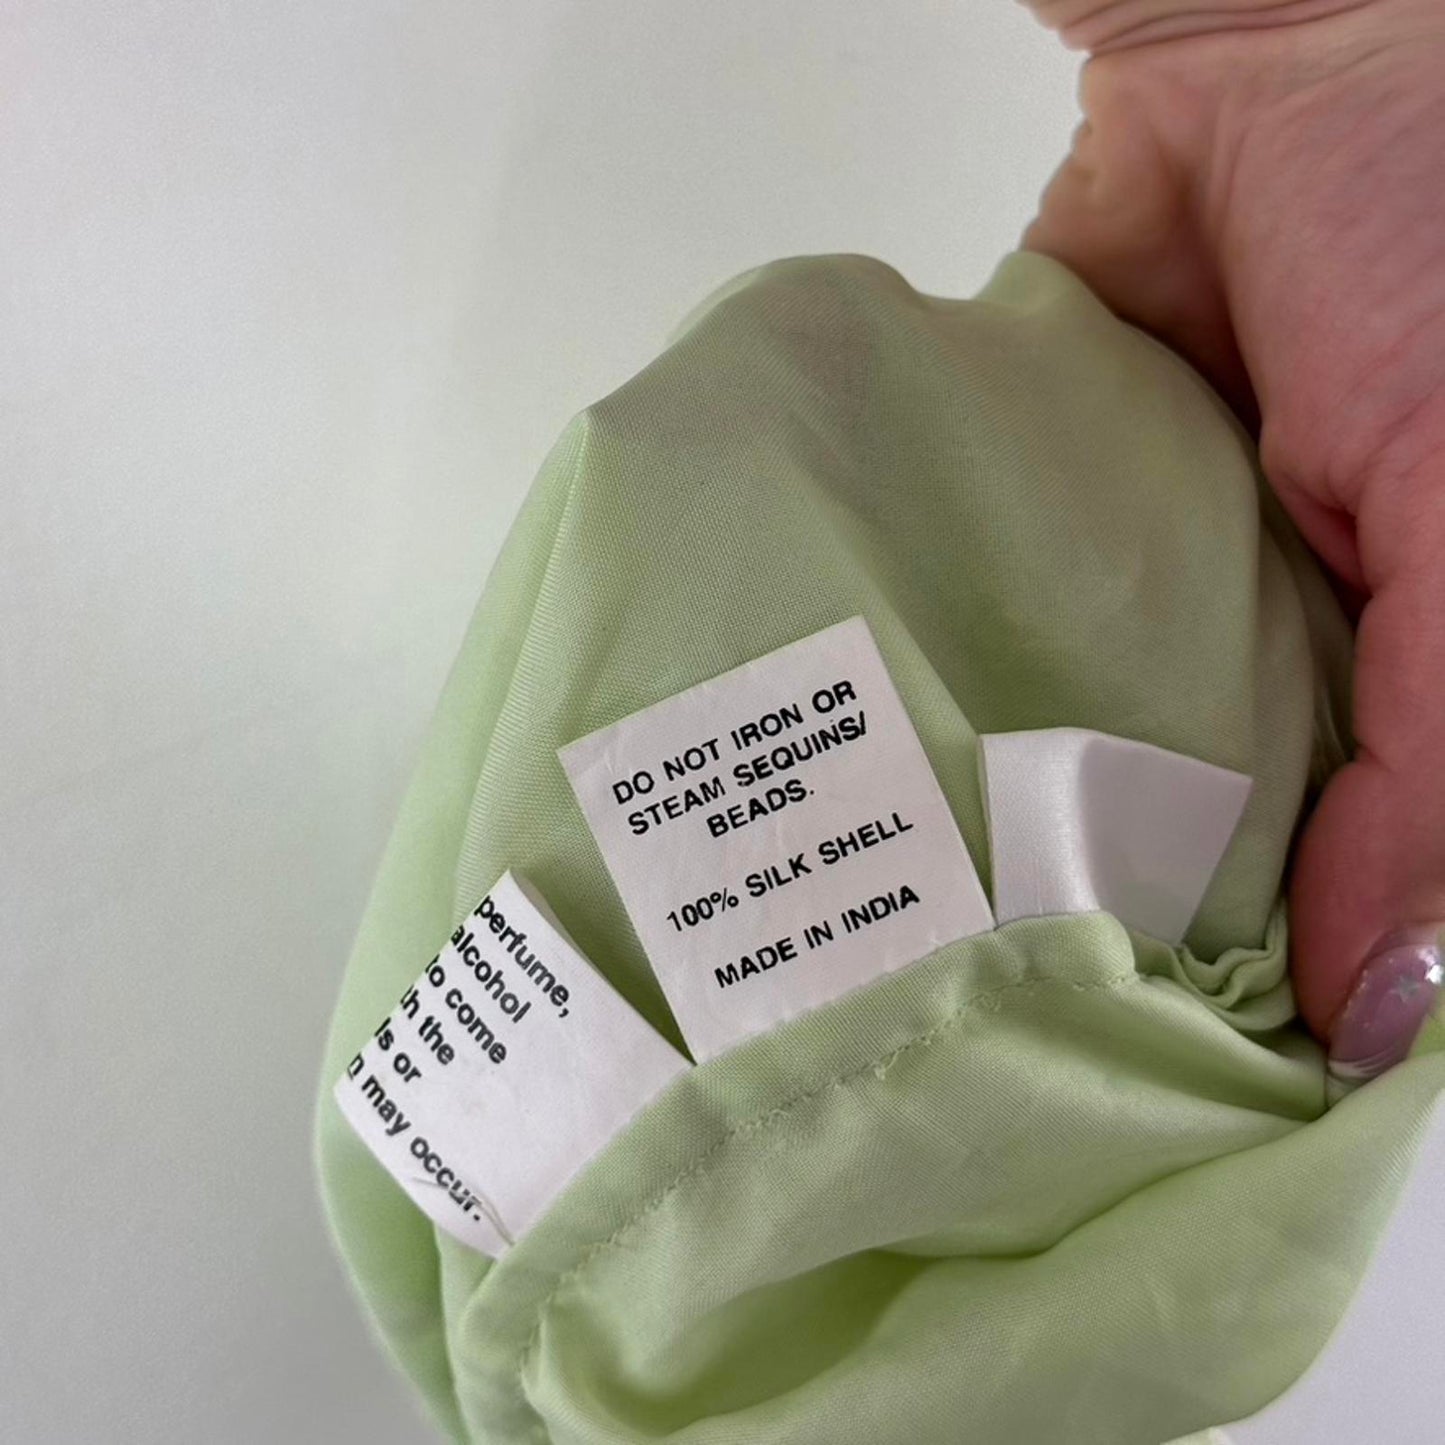 DO NOT IRON OR
STEAM SEQUINS/
BEADS.
100% SILK SHELL
MADE IN INDIA
perfume,
alcohol
to come
the
or
may occur.